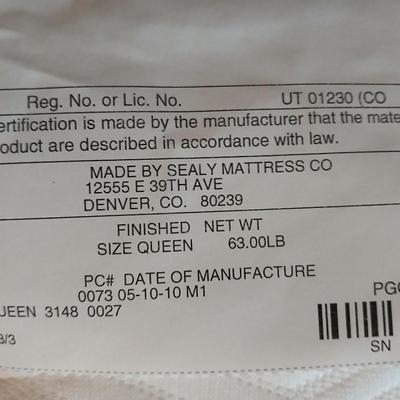 Reg. No. or Lic. No. UT 01230 (CO
ertification is made by the manufacturer that the mate
oduct are described in accordance with law.
MADE BY SEALY MATTRESS CO
12555 E 39TH AVE
DENVER, CO. 80239
FINISHED NET WT
SIZE QUEEN 63.00LB
PC# DATE OF MANUFACTURE
0073 05-10-10 M1 PG
UEEN 3148 0027
3/3 SN